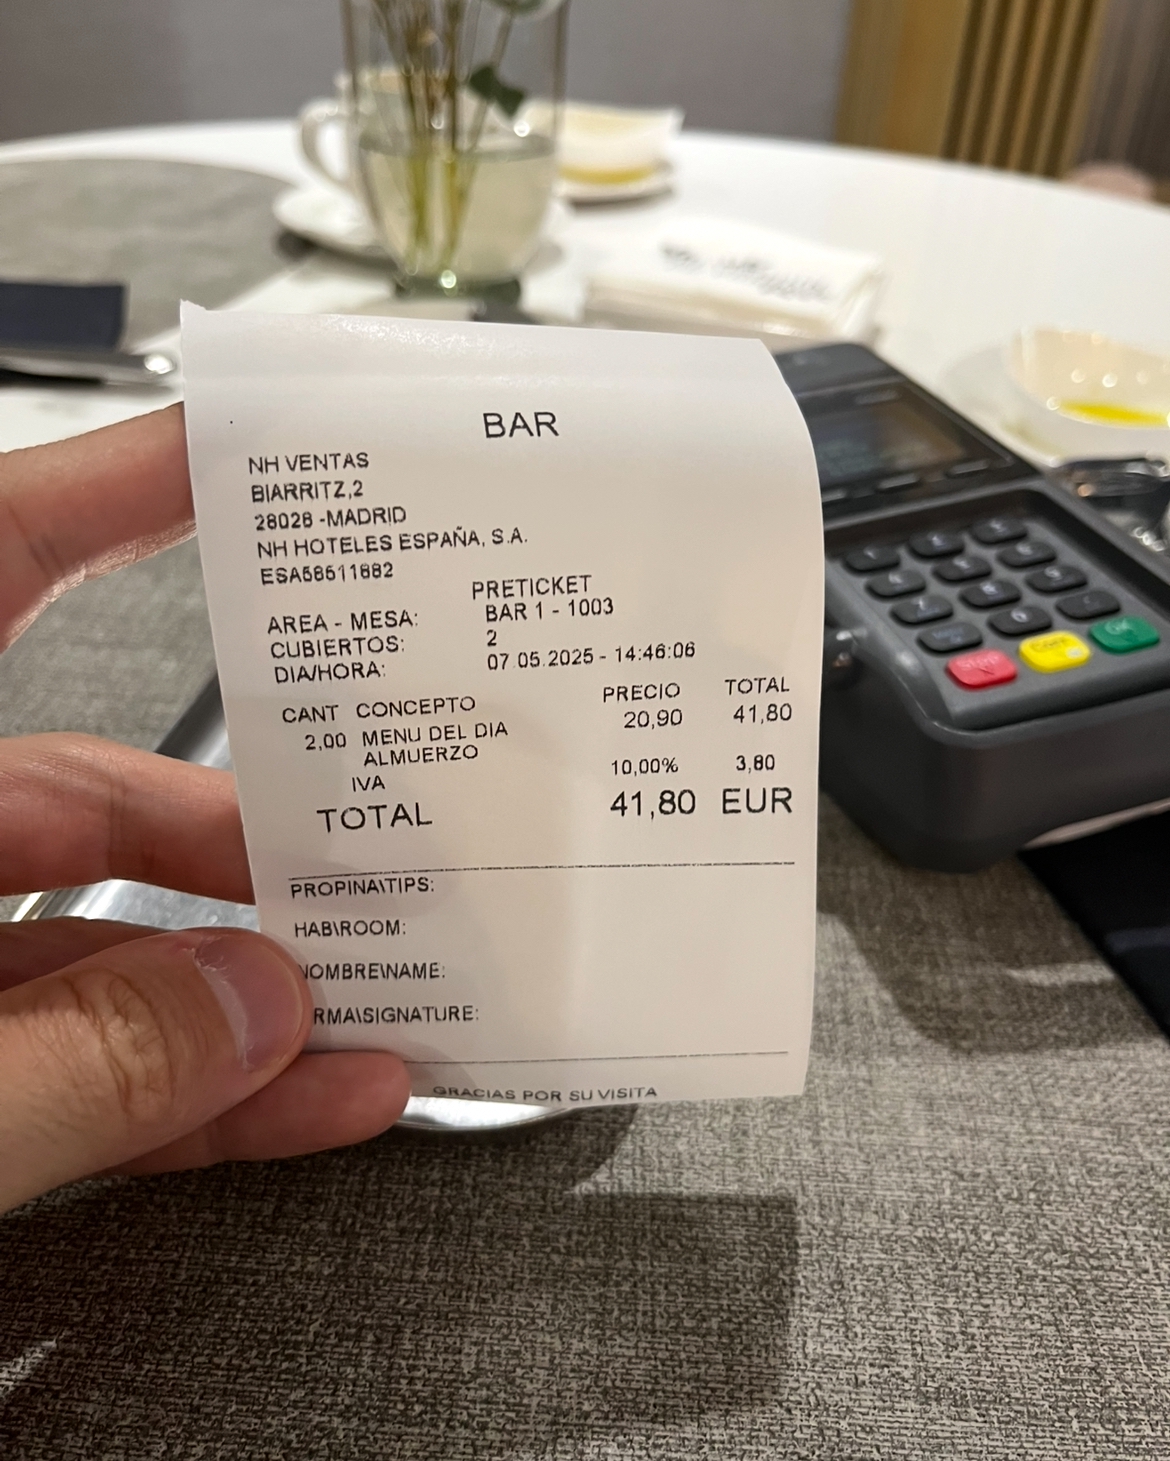 BAR
NH VENTAS
BIARRITZ,2
28028 -MADRID
NH HOTELES ESPAÑA, S.A.
ESA58511882
PRETICKET
AREA - MESA: BAR 1 - 1003
CUBIERTOS: 2
DIA/HORA: 07.05.2025 - 14:46:06
CANT CONCEPTO PRECIO TOTAL
2,00 MENU DEL DIA 20,90 41,80
ALMUERZO
IVA 10,00% 3,80
TOTAL 41,80 EUR
PROPINA\TIPS:
HAB\ROOM:
NOMBRE\NAME:
RMA\SIGNATURE:
GRACIAS POR SU VISITA